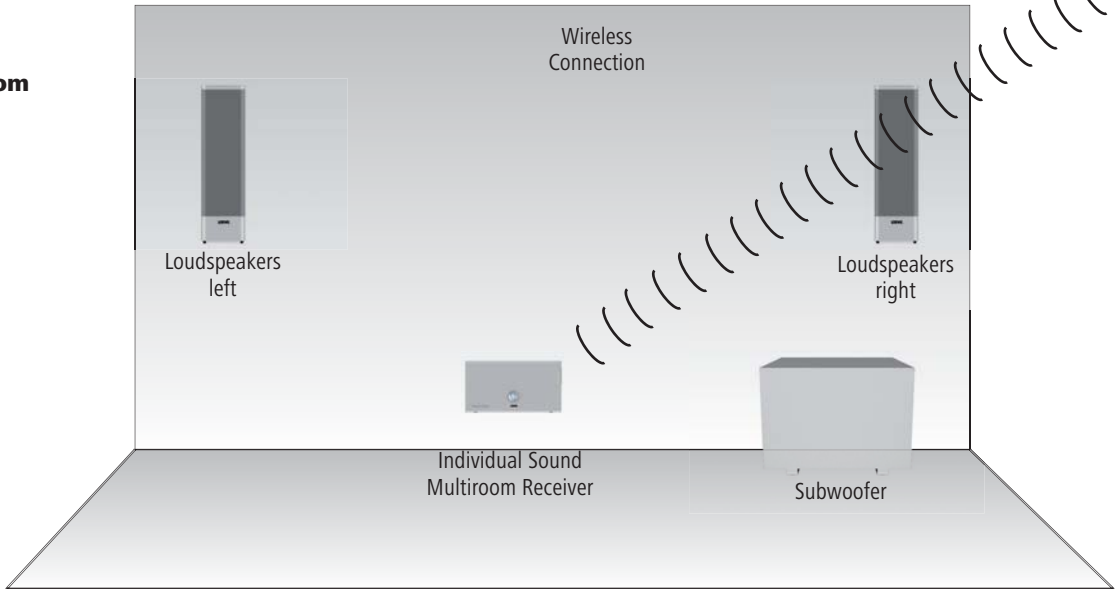 Wireless
Connection
om
Loudspeakers
left
Loudspeakers
right
Individual Sound
Multiroom Receiver
Subwoofer